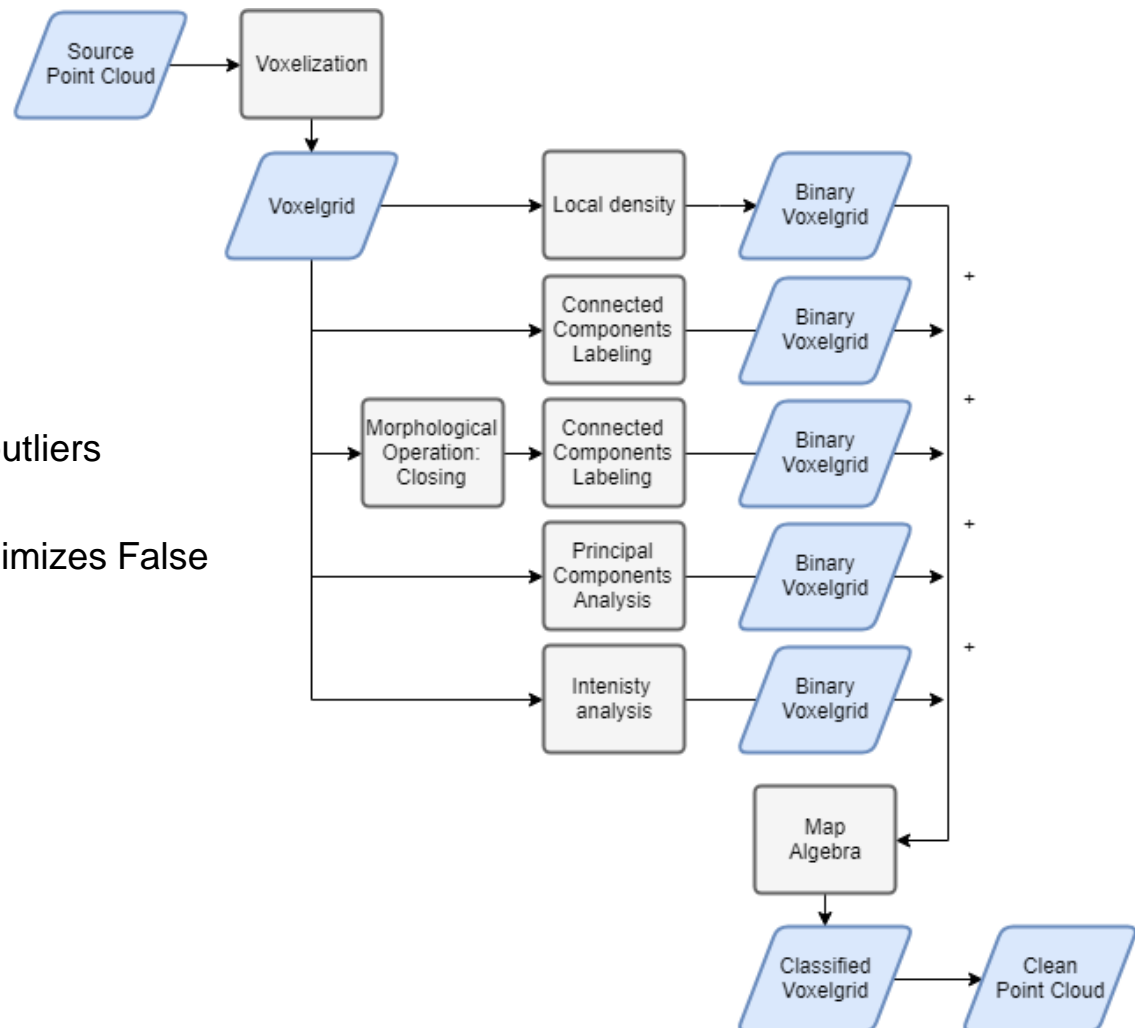 Source
Point Cloud
Voxelization
Voxelgrid
Local density
Binary
Voxelgrid
+
Connected
Components
Labeling
Binary
Voxelgrid
+
Morphological
Operation:
Closing
Connected
Components
Labeling
Binary
Voxelgrid
utliers
+
Principal
Components
Analysis
Binary
Voxelgrid
imizes False
+
Intenisty
analysis
Binary
Voxelgrid
Map
Algebra
Classified
Voxelgrid
Clean
Point Cloud